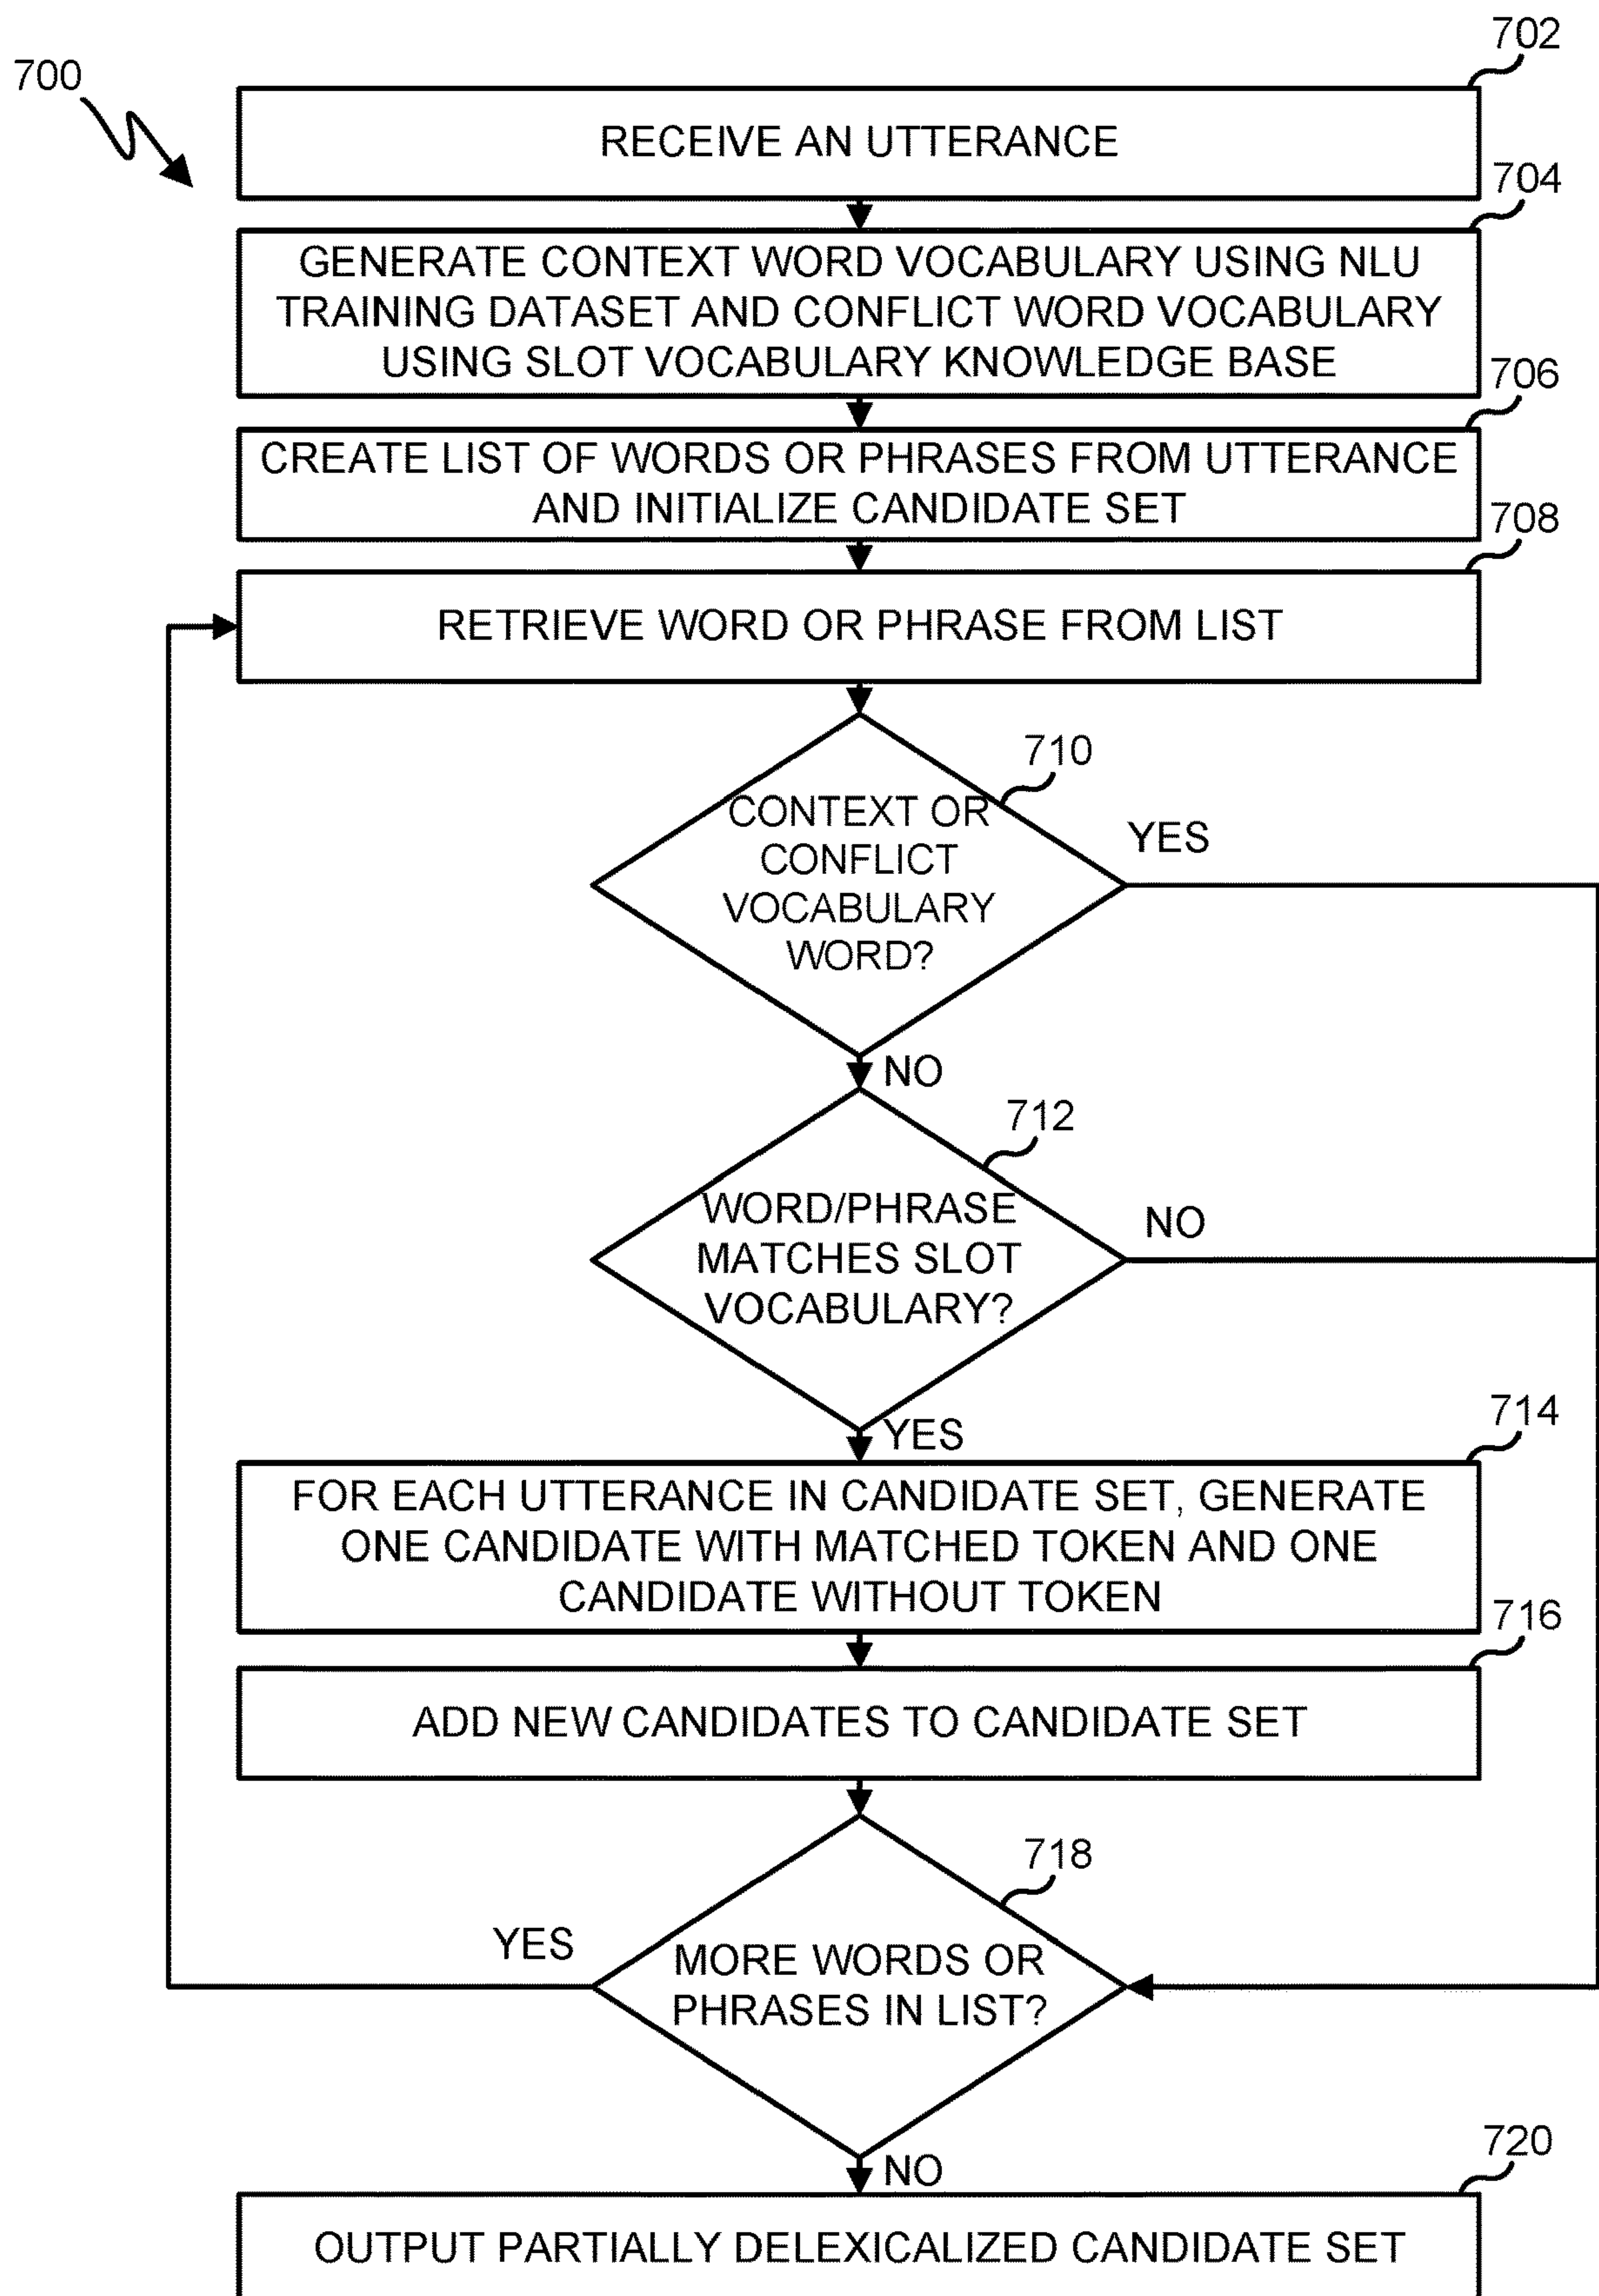 702
700
RECEIVE AN UTTERANCE
704
GENERATE CONTEXT WORD VOCABULARY USING NLU
TRAINING DATASET AND CONFLICT WORD VOCABULARY
USING SLOT VOCABULARY KNOWLEDGE BASE
706
CREATE LIST OF WORDS OR PHRASES FROM UTTERANCE
AND INITIALIZE CANDIDATE SET
708
RETRIEVE WORD OR PHRASE FROM LIST
710
CONTEXT OR
CONFLICT
VOCABULARY
WORD?
YES
NO
712
WORD/PHRASE
MATCHES SLOT
VOCABULARY?
NO
YES
714
FOR EACH UTTERANCE IN CANDIDATE SET, GENERATE
ONE CANDIDATE WITH MATCHED TOKEN AND ONE
CANDIDATE WITHOUT TOKEN
716
ADD NEW CANDIDATES TO CANDIDATE SET
718
YES
MORE WORDS OR
PHRASES IN LIST?
NO
720
OUTPUT PARTIALLY DELEXICALIZED CANDIDATE SET